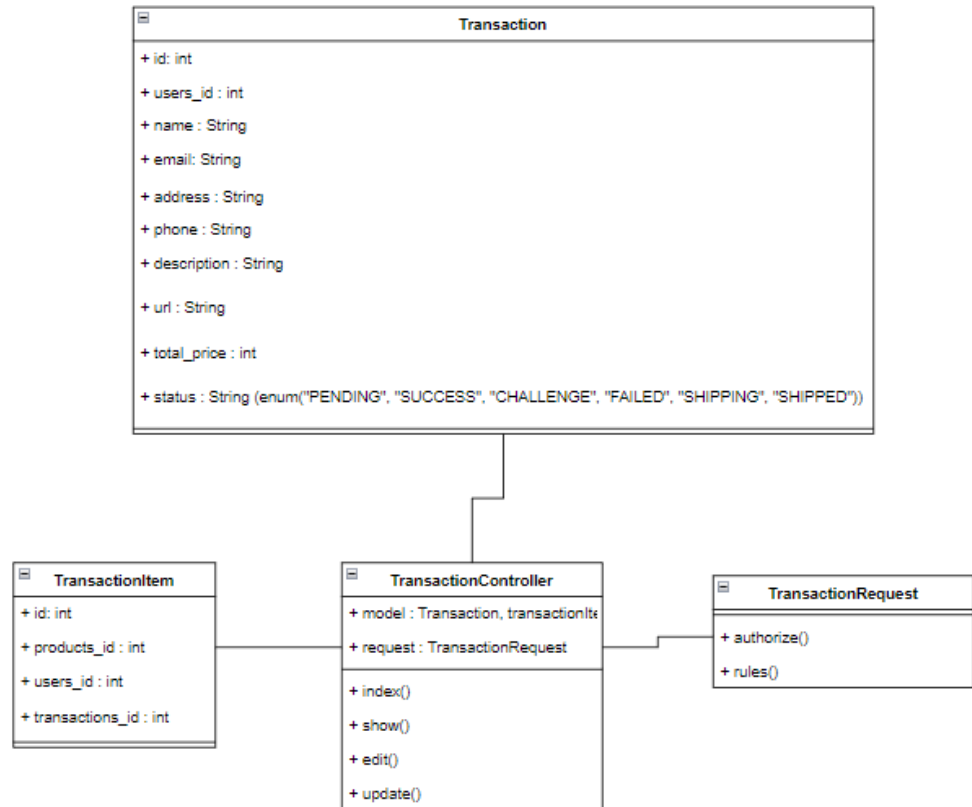 Transaction
+ id: int
+ users_id : int
+ name : String
+ email: String
+ address : String
+ phone : String
+ description : String
+ url : String
+ total_price : int
+ status : String (enum("PENDING", "SUCCESS", "CHALLENGE", "FAILED", "SHIPPING", "SHIPPED"))
TransactionItem
+ id: int
+ products_id : int
+ users_id : int
+ transactions_id : int
TransactionController
+ model : Transaction, transactionIte
+ request : TransactionRequest
+ index()
+ show()
+ edit()
+ update()
TransactionRequest
+ authorize()
+ rules()